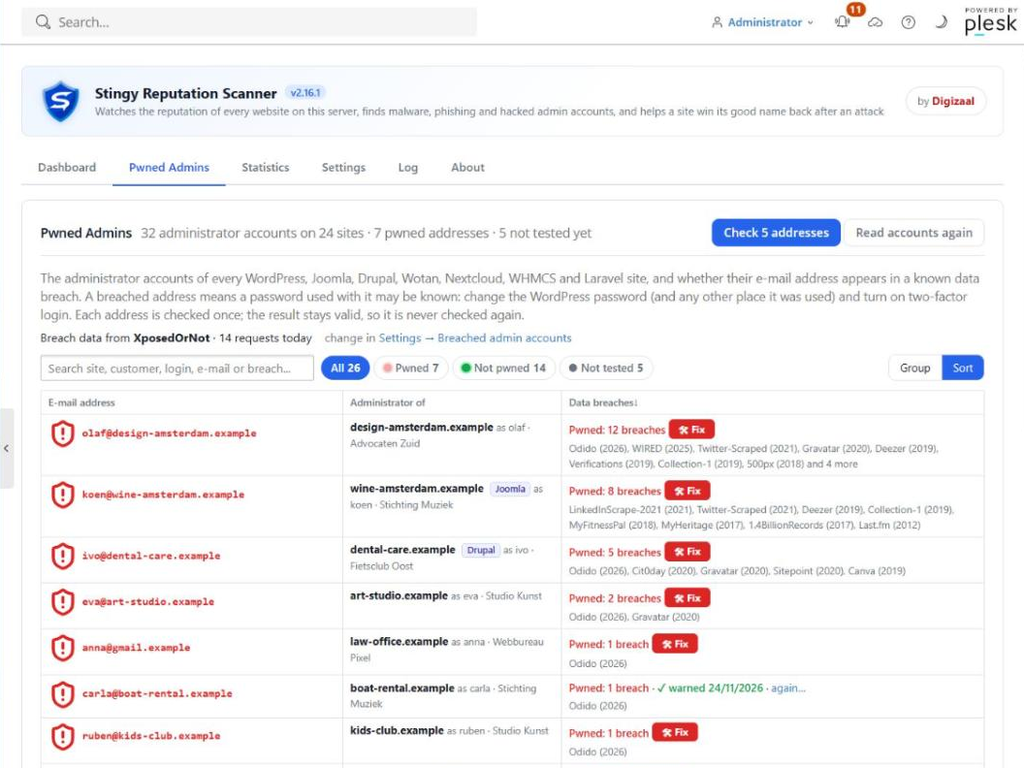 Search...
11
Administrator
POWERED BY
plesk
Stingy Reputation Scanner v2.16.1
Watches the reputation of every website on this server, finds malware, phishing and hacked admin accounts, and helps a site win its good name back after an attack
by Digizaal
Dashboard Pwned Admins Statistics Settings Log About
Pwned Admins 32 administrator accounts on 24 sites · 7 pwned addresses · 5 not tested yet
Check 5 addresses Read accounts again
The administrator accounts of every WordPress, Joomla, Drupal, Wotan, Nextcloud, WHMCS and Laravel site, and whether their e-mail address appears in a known data
breach. A breached address means a password used with it may be known: change the WordPress password (and any other place it was used) and turn on two-factor
login. Each address is checked once; the result stays valid, so it is never checked again.
Breach data from XposedOrNot · 14 requests today change in Settings → Breached admin accounts
Search site, customer, login, e-mail or breach... All 26 Pwned 7 Not pwned 14 Not tested 5 Group Sort
E-mail address Administrator of Data breaches↓
olaf@design-amsterdam.example
design-amsterdam.example as olaf ·
Advocaten Zuid
Pwned: 12 breaches Fix
Odido (2026), WIRED (2025), Twitter-Scraped (2021), Gravatar (2020), Deezer (2019),
Verifications (2019), Collection-1 (2019), 500px (2018) and 4 more
koen@wine-amsterdam.example
wine-amsterdam.example Joomla as
koen · Stichting Muziek
Pwned: 8 breaches Fix
LinkedInScrape-2021 (2021), Twitter-Scraped (2021), Deezer (2019), Collection-1 (2019),
MyFitnessPal (2018), MyHeritage (2017), 1.4BillionRecords (2017), Last.fm (2012)
ivo@dental-care.example
dental-care.example Drupal as ivo ·
Fietsclub Oost
Pwned: 5 breaches Fix
Odido (2026), Cit0day (2020), Gravatar (2020), Sitepoint (2020), Canva (2019)
eva@art-studio.example
art-studio.example as eva · Studio Kunst
Pwned: 2 breaches Fix
Odido (2026), Gravatar (2020)
anna@gmail.example
law-office.example as anna · Webbureau
Pixel
Pwned: 1 breach Fix
Odido (2026)
carla@boat-rental.example
boat-rental.example as carla · Stichting
Muziek
Pwned: 1 breach · ✓ warned 24/11/2026 · again...
Odido (2026)
ruben@kids-club.example
kids-club.example as ruben · Studio Kunst
Pwned: 1 breach Fix
Odido (2026)